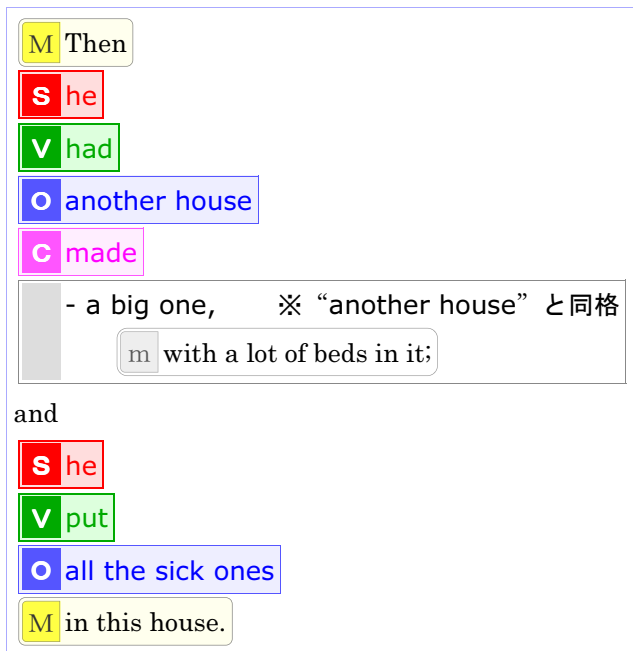 M Then
S he
V had
O another house
C made
- a big one, ※ “another house”と同格
m with a lot of beds in it;
and
S he
V put
O all the sick ones
M in this house.